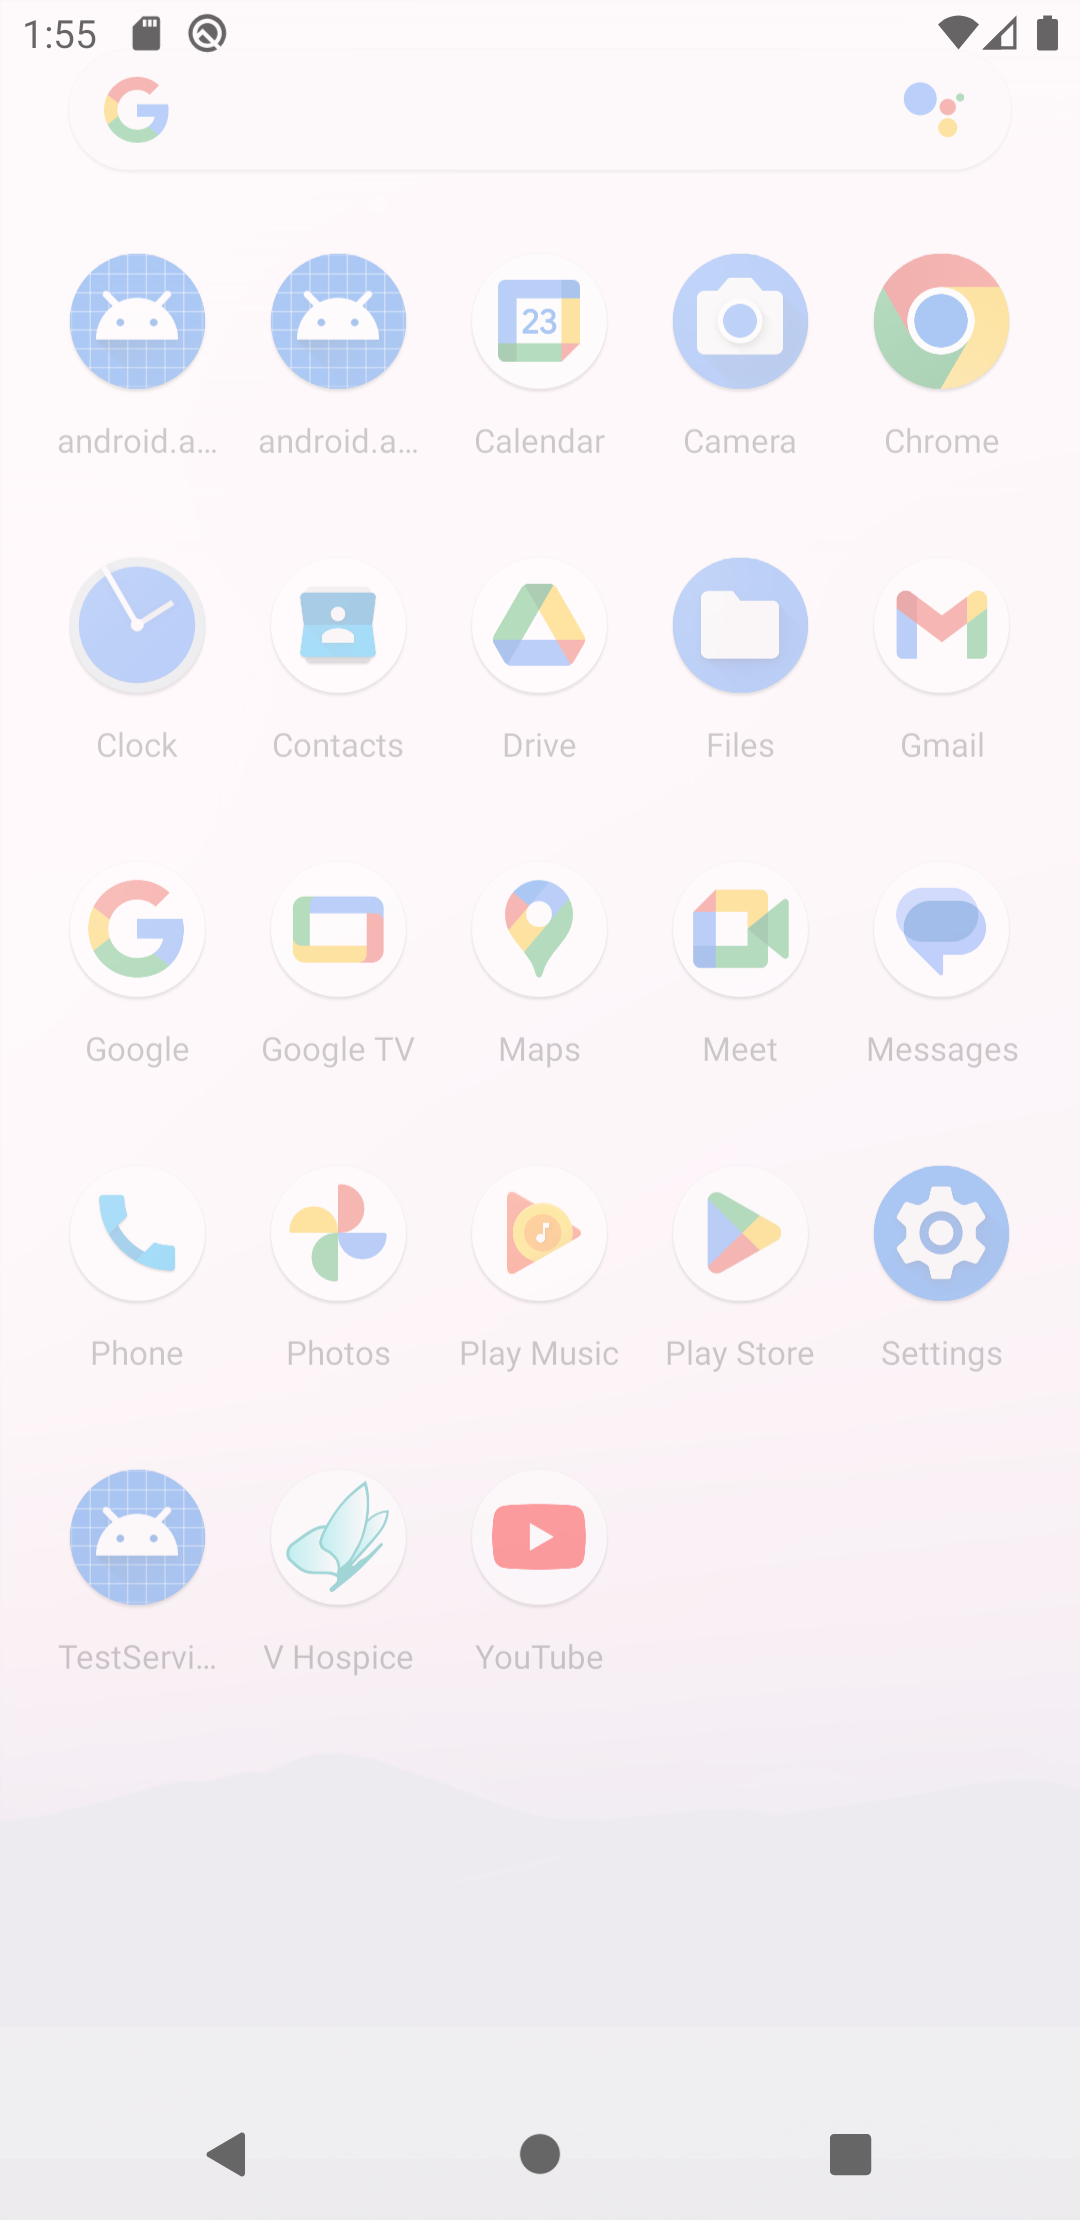 1:55
android.a... android.a... Calendar Camera Chrome
Clock Contacts Drive Files Gmail
Google Google TV Maps Meet Messages
Phone Photos Play Music Play Store Settings
TestServi... V Hospice YouTube
23